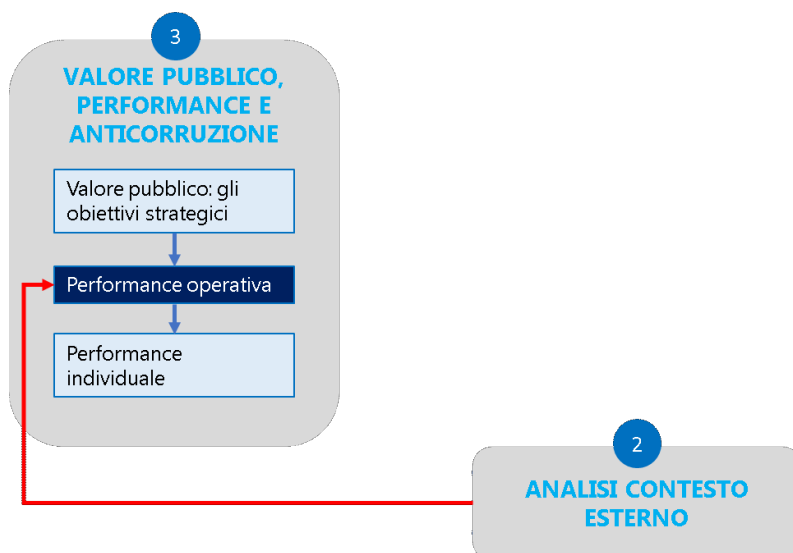 3
VALORE PUBBLICO,
PERFORMANCE E
ANTICORRUZIONE
Valore pubblico: gli
obiettivi strategici
Performance operativa
Performance
individuale
2
ANALISI CONTESTO
ESTERNO